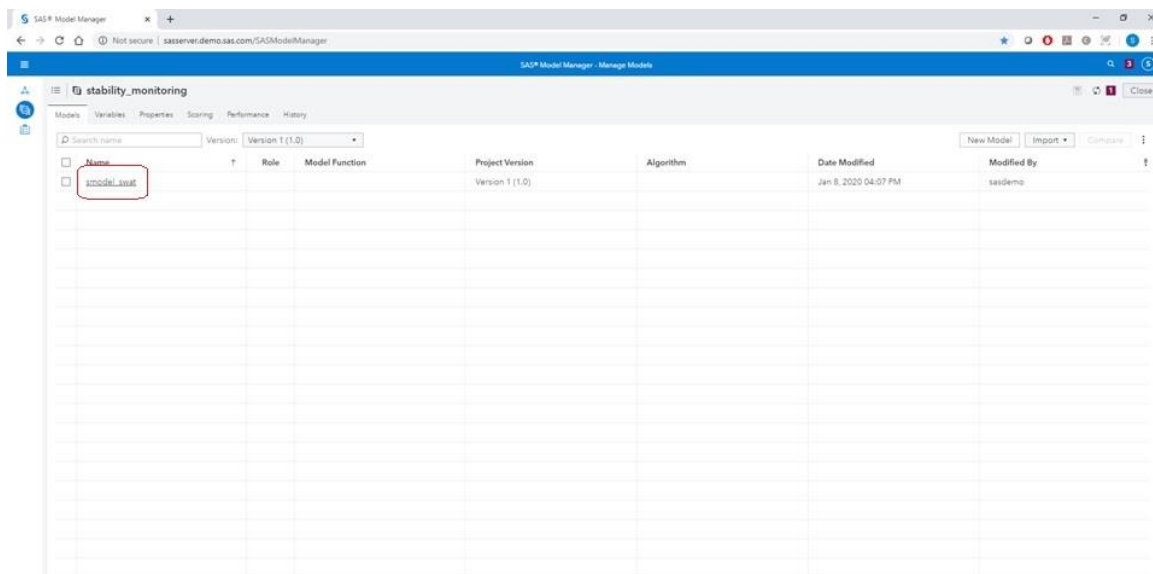 SAS® Model Manager
Not secure | sasserver.demo.sas.com/SASModelManager
SAS® Model Manager - Manage Models
3
stability_monitoring
1
Close
Models Variables Properties Scoring Performance History
Search name
Version: Version 1 (1.0)
New Model Import Compare
Name Role Model Function Project Version Algorithm Date Modified Modified By
smodel_swat Version 1 (1.0) Jan 8, 2020 04:07 PM sasdemo